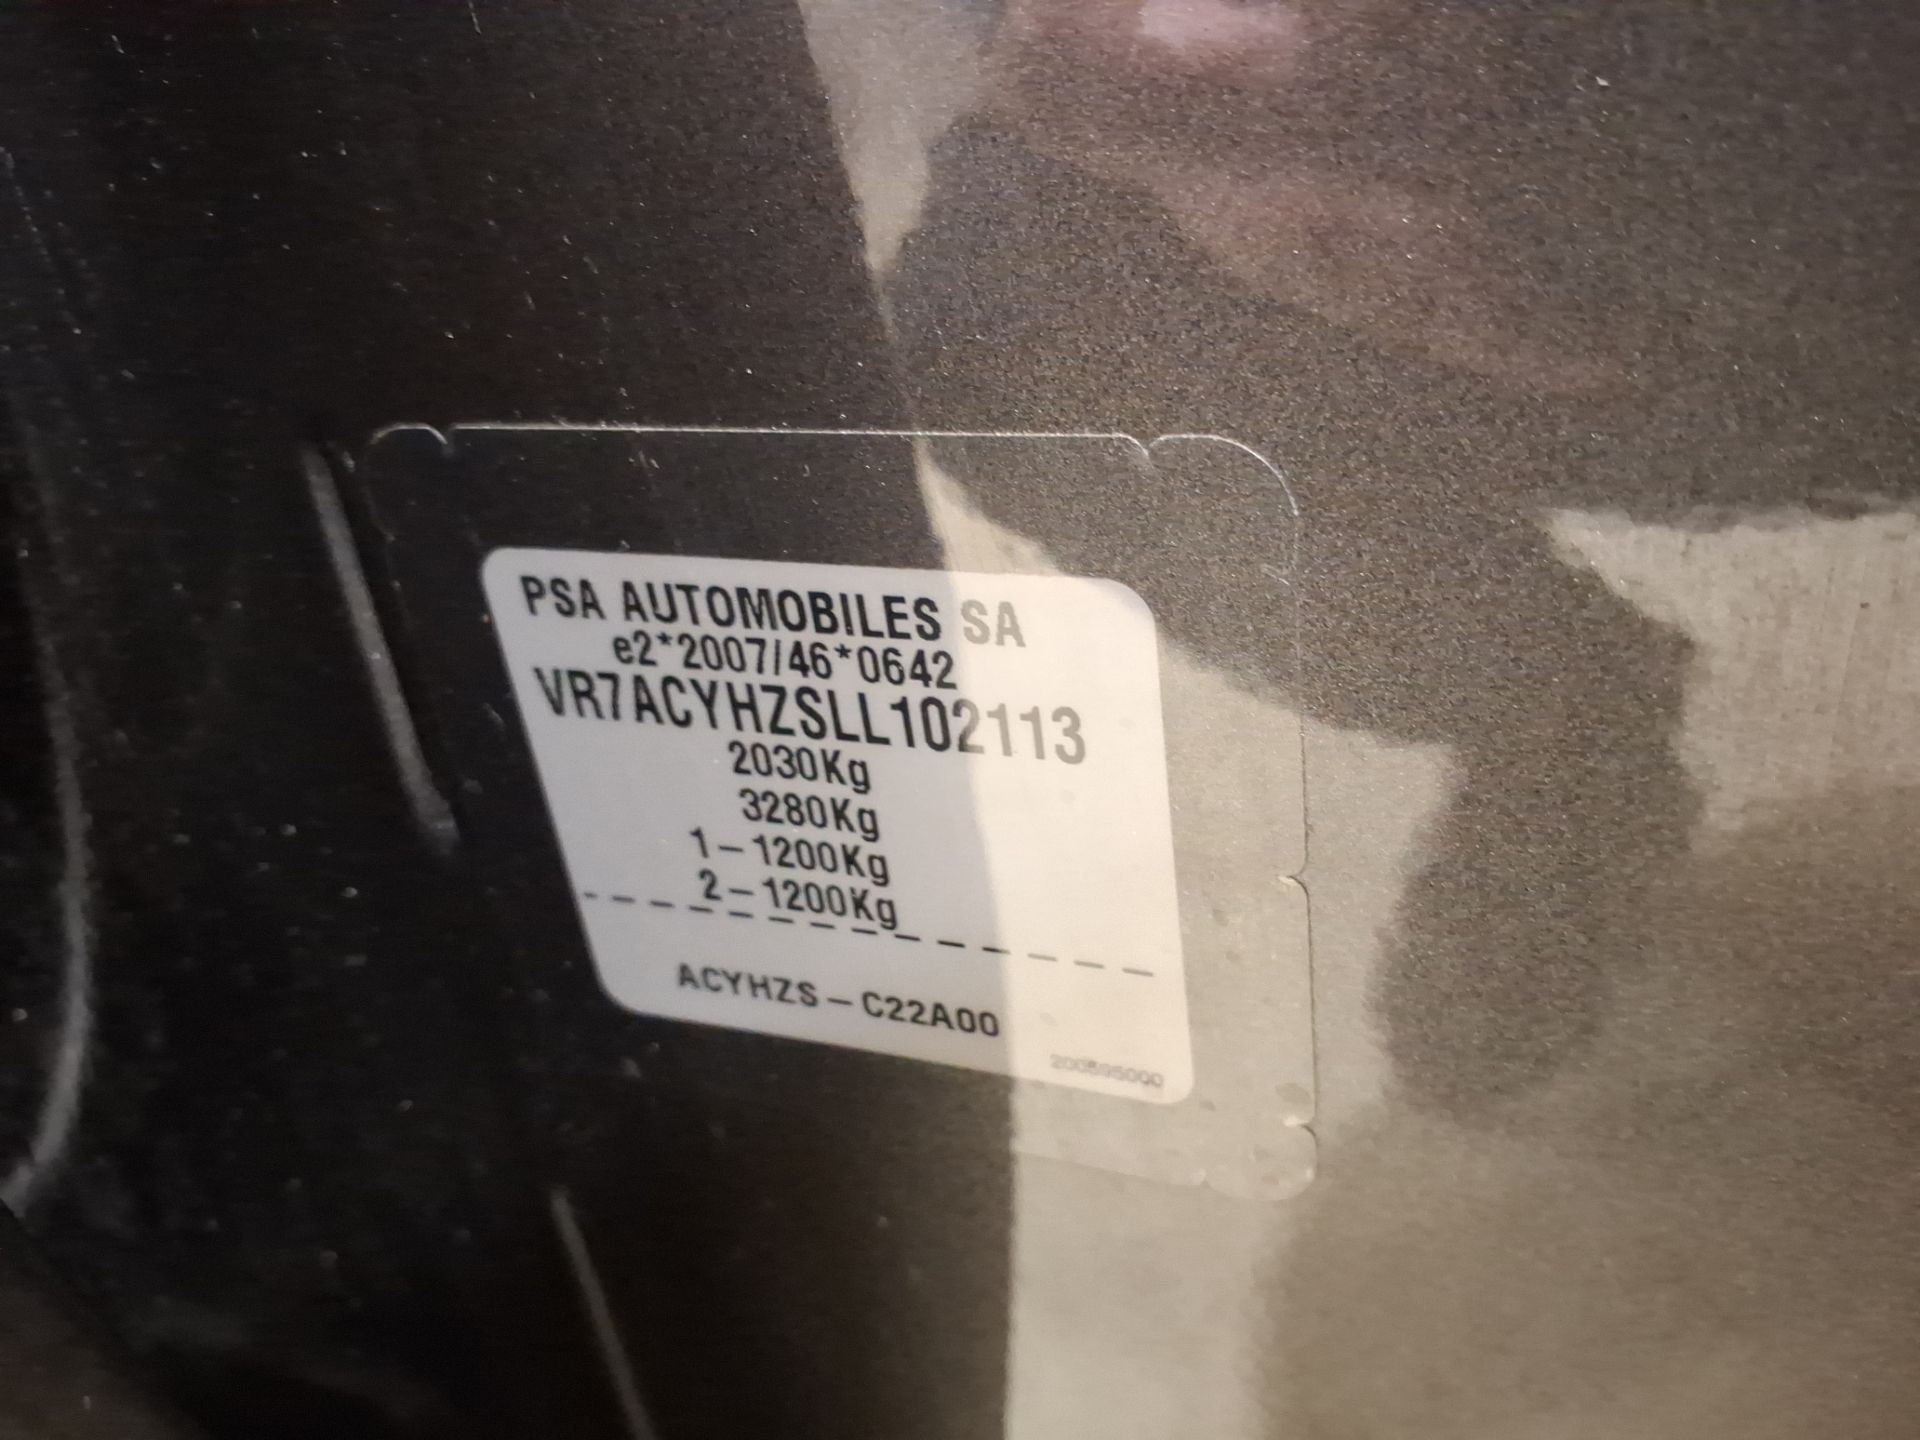 PSA AUTOMOBILES SA
e2*2007/46*0642
VR7ACYHZSLL102113
2030Kg
3280Kg
1-1200Kg
2-1200Kg
ACYHZS-C22A00